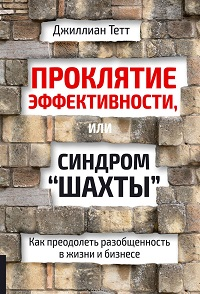 Джиллиан Тетт
ПРОКЛЯТИЕ
ЭФФЕКТИВНОСТИ,
или
СИНДРОМ
“ШАХТЫ”
Как преодолеть разобщенность
в жизни и бизнесе